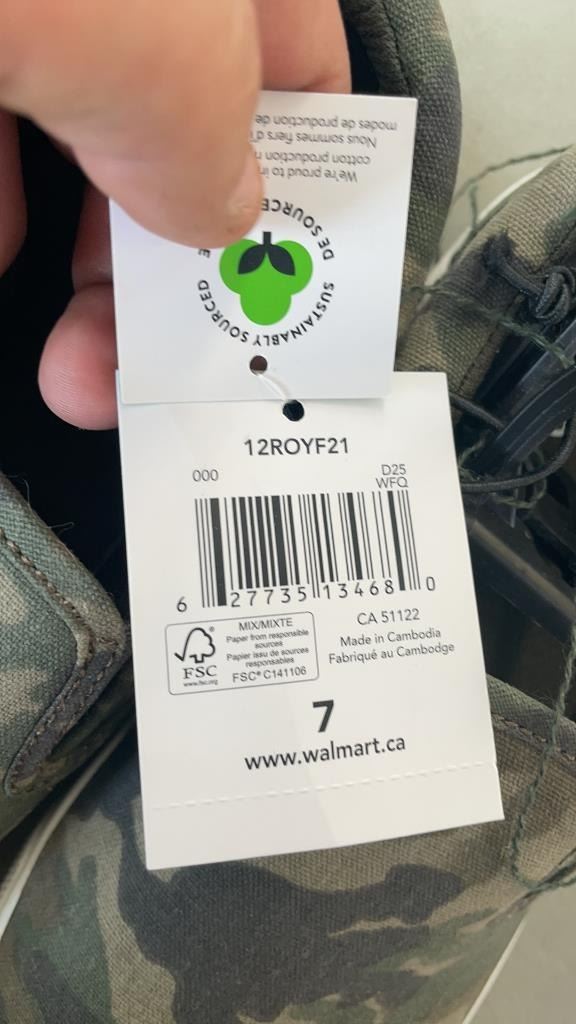 modes de production de
Nous sommes fiers d'i
cotton production
We're proud to in
DE SOURCE
SUSTAINABLY SOURCED
12ROYF21
000
D25
WFQ
6 27735 13468 0
MIX/MIXTE
Paper from responsible
sources
Papier issu de sources
responsables
FSC® C141106
FSC
www.fsc.org
CA 51122
Made in Cambodia
Fabriqué au Cambodge
7
www.walmart.ca